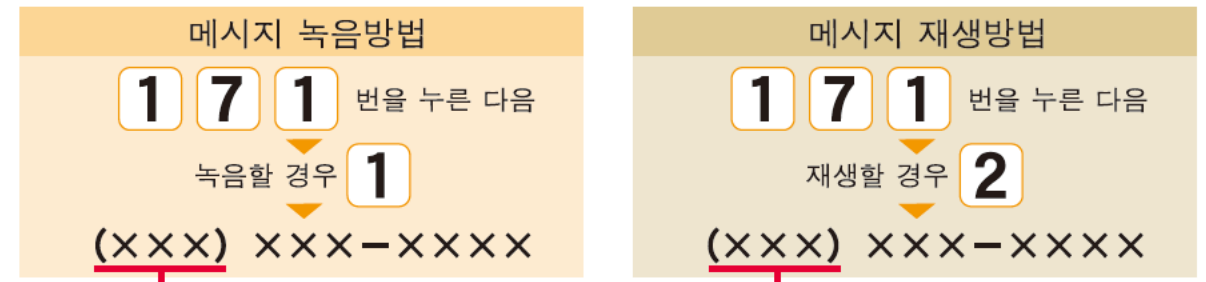 메시지 녹음방법
1 7 1 번을 누른 다음
녹음할 경우 1
(×××) ×××−××××
메시지 재생방법
1 7 1 번을 누른 다음
재생할 경우 2
(×××) ×××−××××